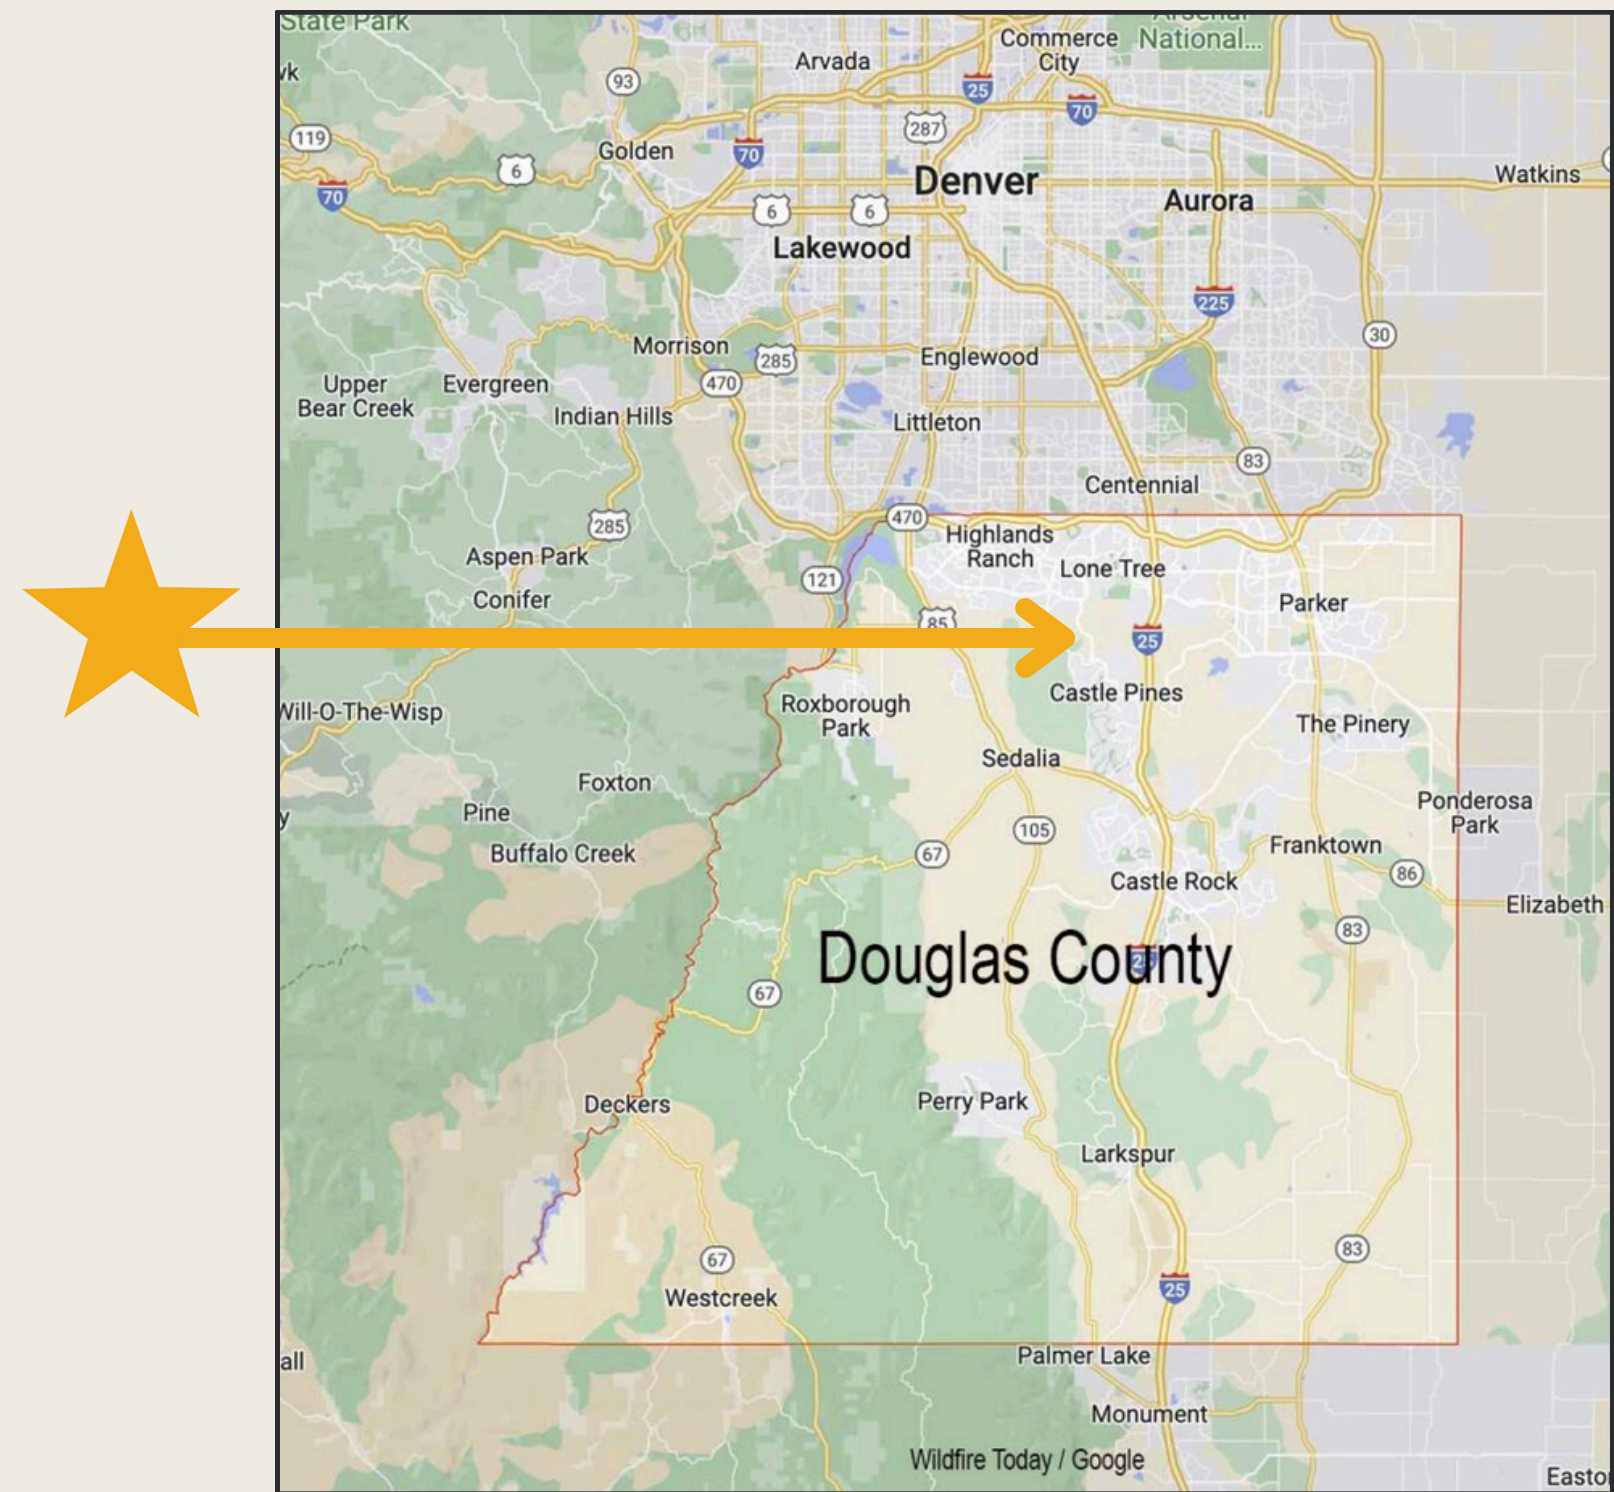 State Park
Arsenal
National...
Commerce
City
Arvada
93
25
70
287
119
Golden
70
6
70
Denver
Watkins
Aurora
6
6
Lakewood
225
30
Morrison
285
Englewood
470
Upper
Bear Creek
Evergreen
Indian Hills
Littleton
83
Centennial
470
285
Highlands
Ranch
Aspen Park
Lone Tree
121
Conifer
Parker
85
25
Castle Pines
Will-O-The-Wisp
Roxborough
Park
The Pinery
Sedalia
Foxton
Pine
Ponderosa
Park
105
Buffalo Creek
67
Franktown
86
Castle Rock
Elizabeth
83
Douglas County
25
67
Deckers
Perry Park
Larkspur
83
67
25
Westcreek
all
Palmer Lake
Monument
Wildfire Today / Google
Easto